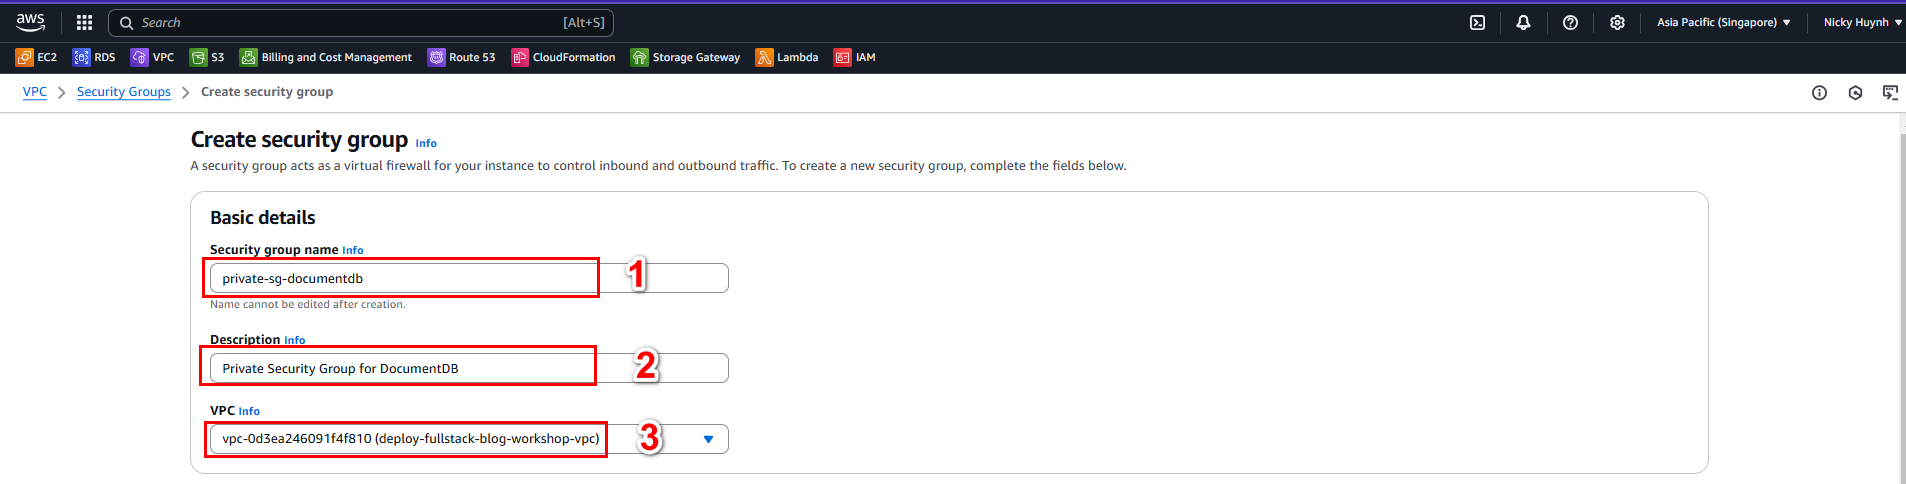 aws Search [Alt+S] Asia Pacific (Singapore) Nicky Huynh
EC2 RDS VPC S3 Billing and Cost Management Route 53 CloudFormation Storage Gateway Lambda IAM
VPC Security Groups Create security group
Create security group Info
A security group acts as a virtual firewall for your instance to control inbound and outbound traffic. To create a new security group, complete the fields below.
Basic details
Security group name Info
private-sg-documentdb 1
Name cannot be edited after creation.
Description Info
Private Security Group for DocumentDB 2
VPC Info
vpc-0d3ea246091f4f810 (deploy-fullstack-blog-workshop-vpc) 3